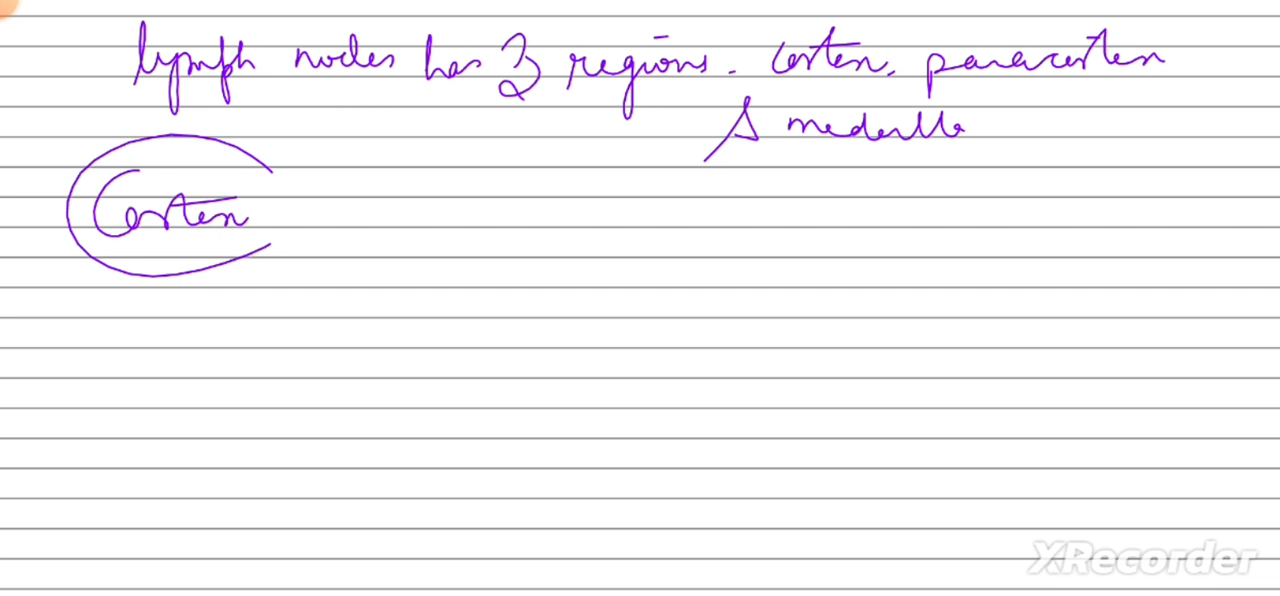 lymph nodes has 3 regions - cortex, paracortex
& medulla
Cortex
XRecorder